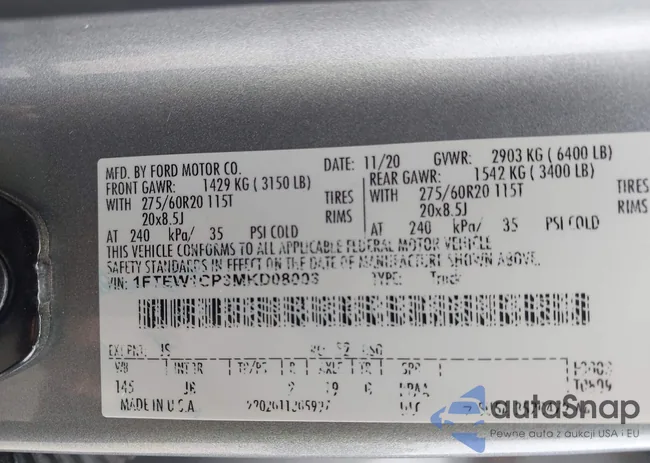 MFD. BY FORD MOTOR CO. DATE: 11/20 GVWR: 2903 KG ( 6400 LB)
FRONT GAWR: 1429 KG ( 3150 LB) REAR GAWR: 1542 KG ( 3400 LB)
WITH 275/60R20 115T TIRES WITH 275/60R20 115T TIRES
20x8.5J RIMS 20x8.5J RIMS
AT 240 kPa/ 35 PSI COLD AT 240 kPa/ 35 PSI COLD
THIS VEHICLE CONFORMS TO ALL APPLICABLE FEDERAL MOTOR VEHICLE
SAFETY STANDARDS IN EFFECT ON THE DATE OF MANUFACTURE SHOWN ABOVE.
VIN: TYPE: Truck
145
MADE IN U.S.A.
autoSnap
Pewne auta z aukcji USA i EU